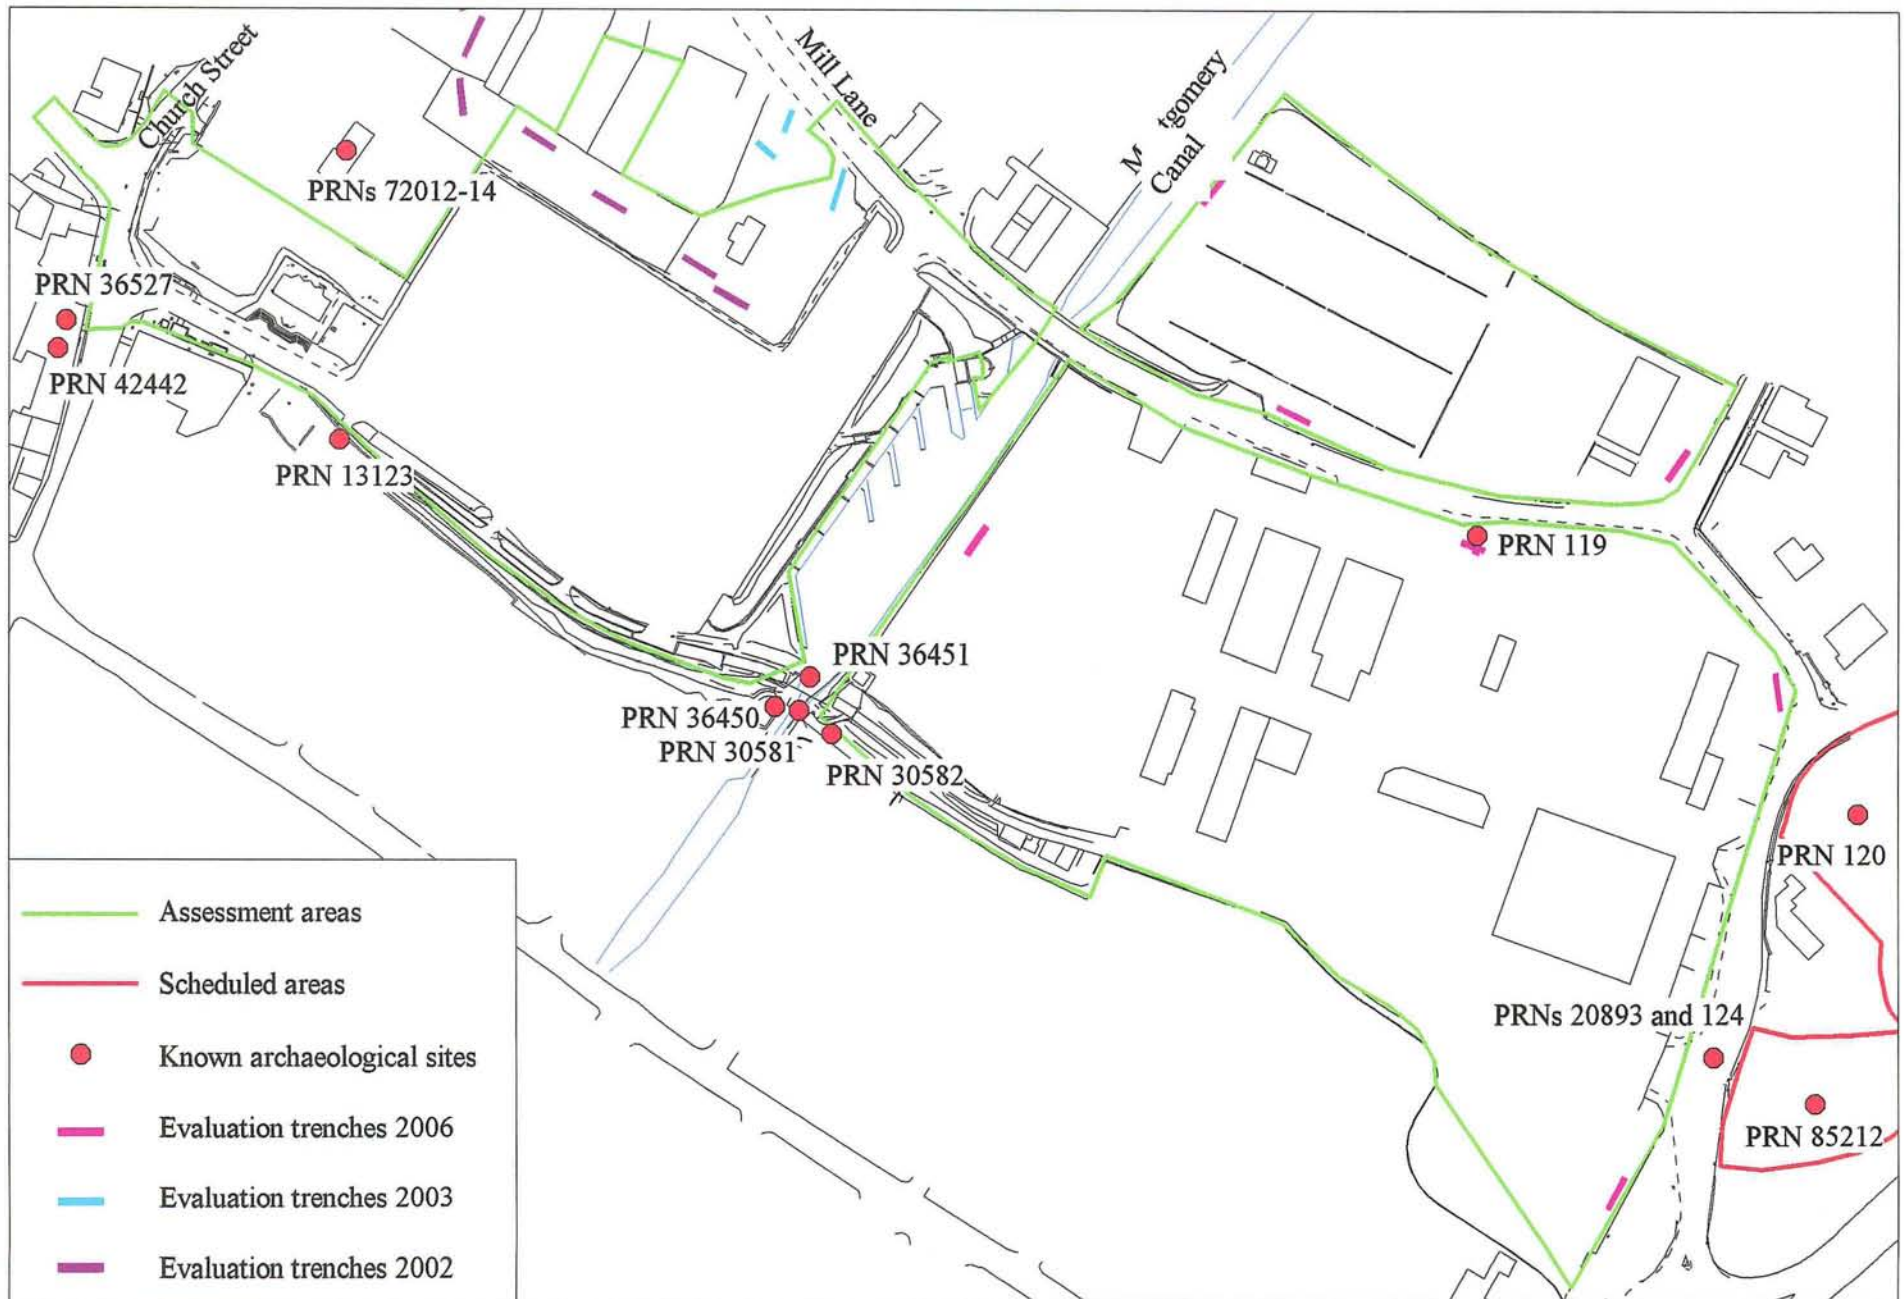 Church Street
Mill Lane
M tgomery
Canal
PRNs 72012-14
PRN 36527
PRN 42442
PRN 13123
PRN 119
PRN 36451
PRN 36450
PRN 30581
PRN 30582
PRN 120
PRNs 20893 and 124
PRN 85212
Assessment areas
Scheduled areas
Known archaeological sites
Evaluation trenches 2006
Evaluation trenches 2003
Evaluation trenches 2002